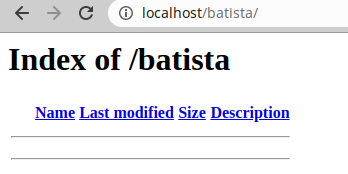 localhost/batista/
Index of /batista
Name Last modified Size Description